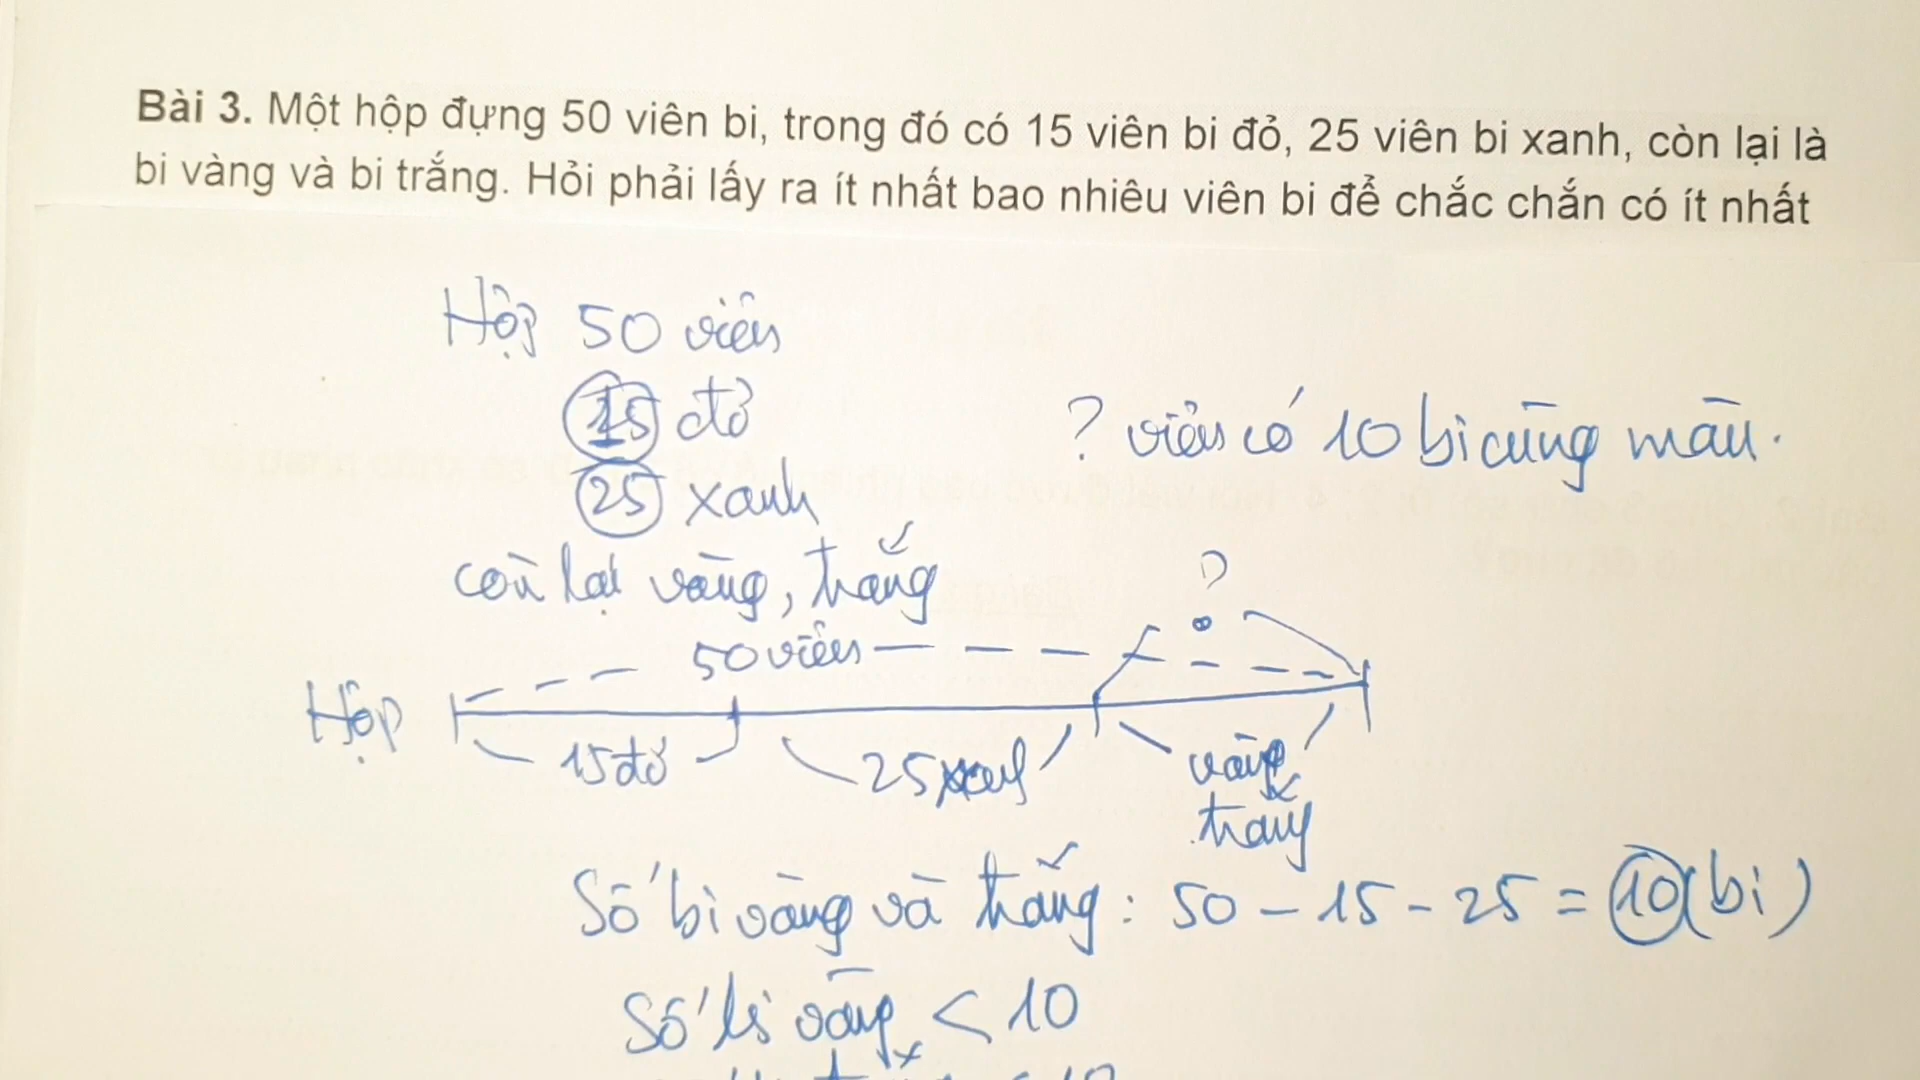 Bài 3. Một hộp đựng 50 viên bi, trong đó có 15 viên bi đỏ, 25 viên bi xanh, còn lại là
bi vàng và bi trắng. Hỏi phải lấy ra ít nhất bao nhiêu viên bi để chắc chắn có ít nhất
Hộp 50 viên
15 đỏ
? viên có 10 bi cùng màu.
25 xanh
còn lại vàng, trắng
?
50 viên
Hộp
15 đỏ
25 xanh
vàng
trắng
Số bi vàng và trắng: 50 - 15 - 25 = 10 (bi)
Số bi vàng < 10